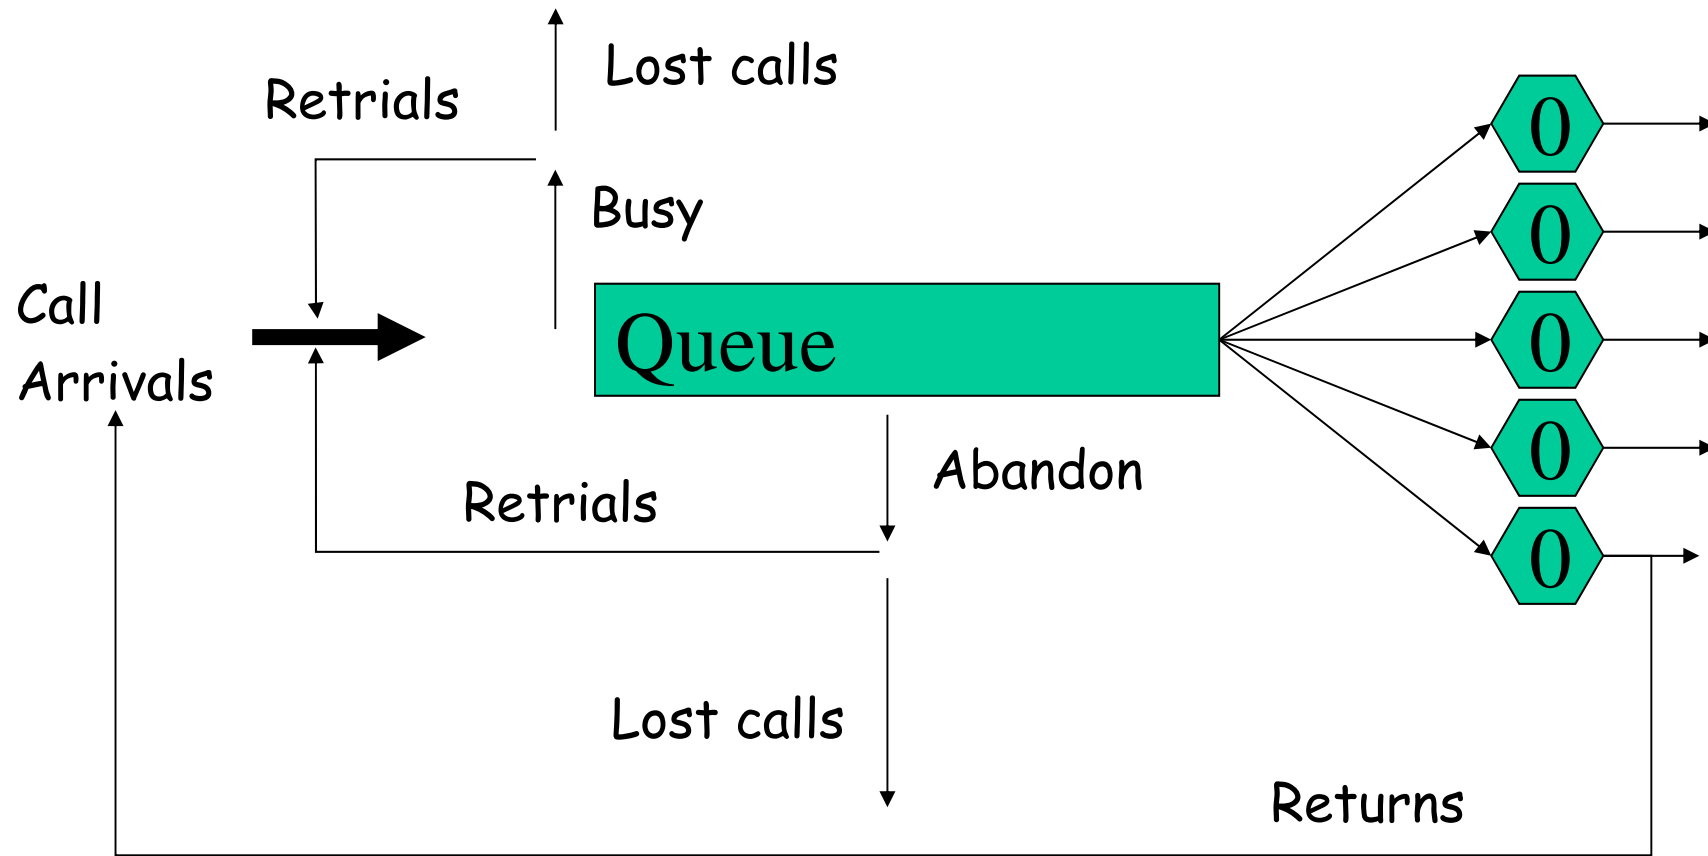 Lost calls
Retrials
Busy
Call
Arrivals
Queue
0
0
0
0
0
Abandon
Retrials
Lost calls
Returns